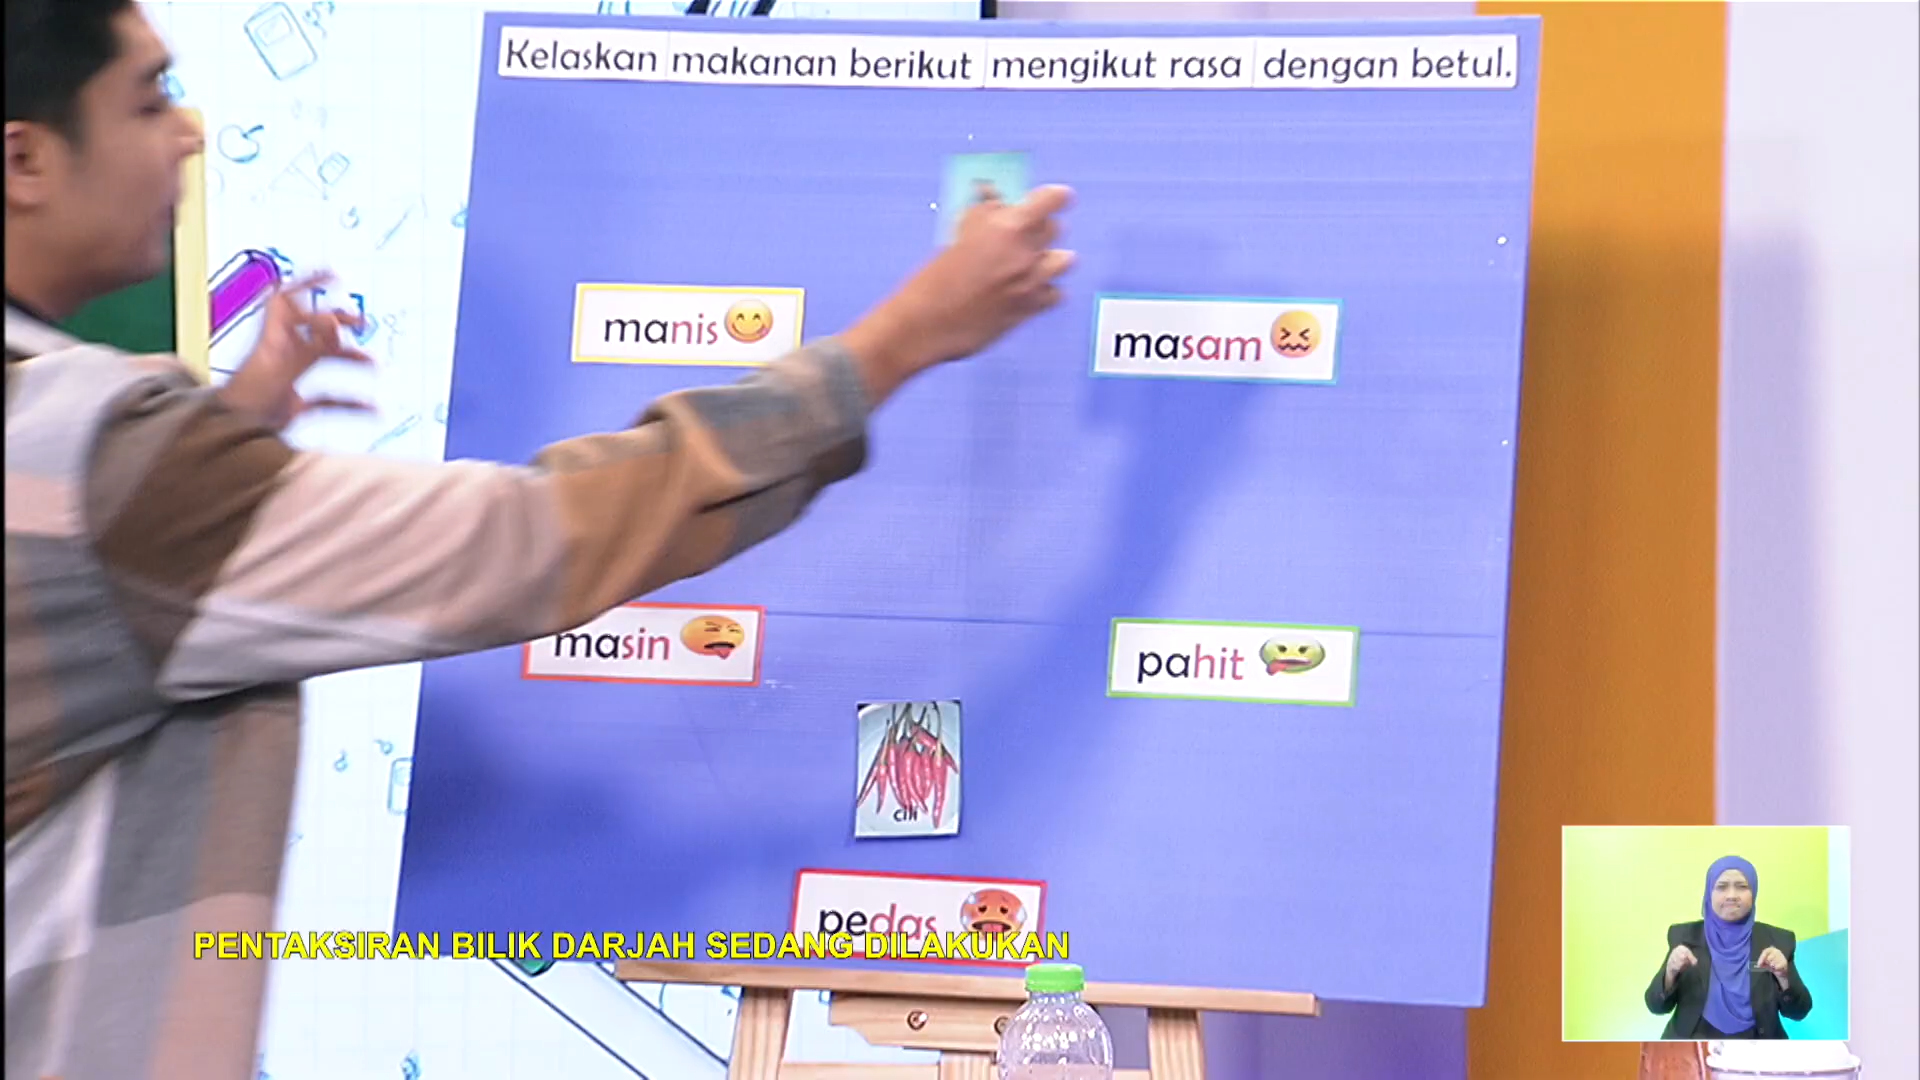 Kelaskan makanan berikut mengikut rasa dengan betul.
manis
masam
masin
pahit
cili
pedas
PENTAKSIRAN BILIK DARJAH SEDANG DILAKUKAN